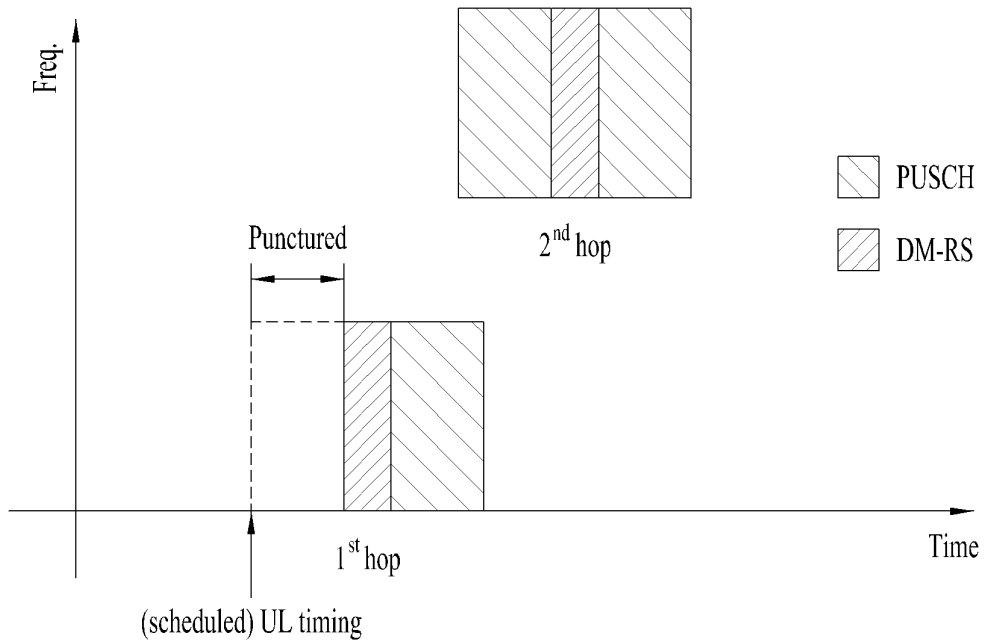 Freq.
PUSCH
DM-RS
2nd hop
Punctured
Time
1st hop
(scheduled) UL timing